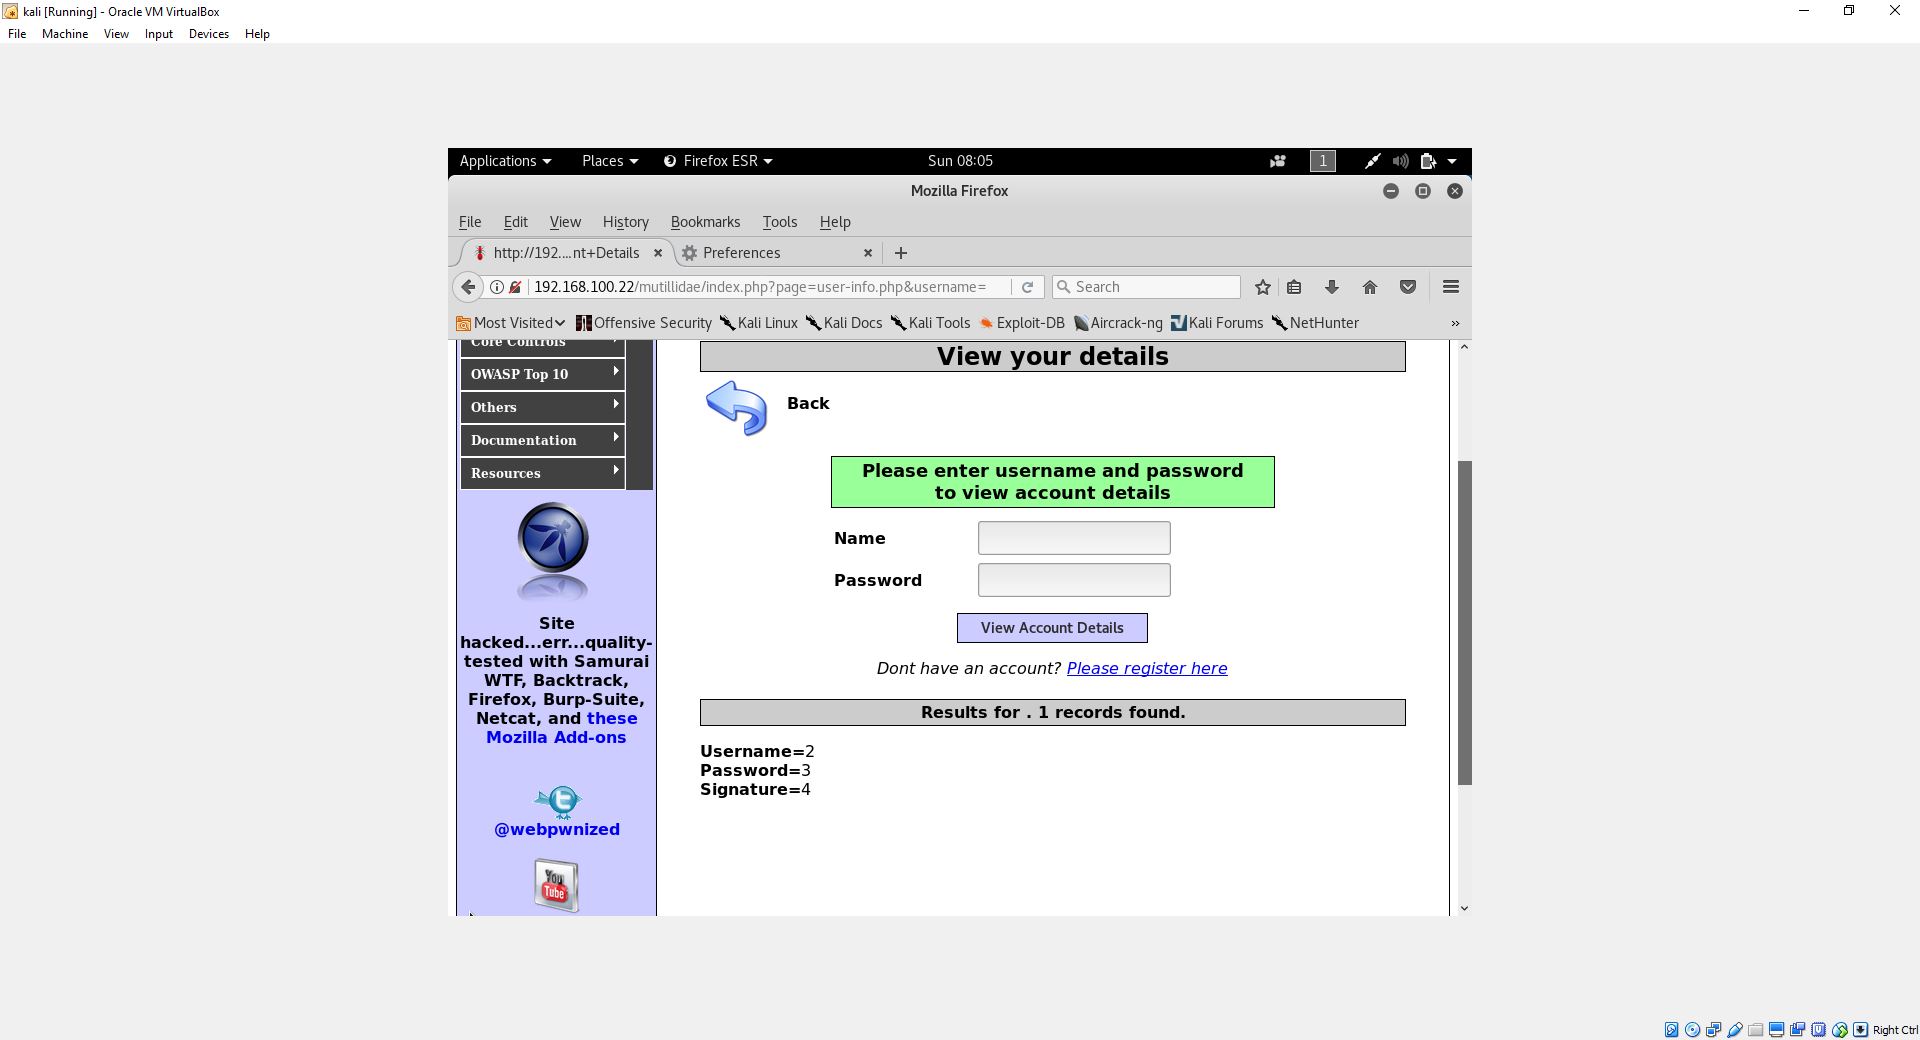 kali [Running] - Oracle VM VirtualBox
File Machine View Input Devices Help
Applications Places Firefox ESR Sun 08:05 1
Mozilla Firefox
File Edit View History Bookmarks Tools Help
http://192....nt+Details Preferences
192.168.100.22/mutillidae/index.php?page=user-info.php&username= Search
Most Visited Offensive Security Kali Linux Kali Docs Kali Tools Exploit-DB Aircrack-ng Kali Forums NetHunter »
Core Controls
OWASP Top 10
Others
Documentation
Resources
Site
hacked...err...quality-
tested with Samurai
WTF, Backtrack,
Firefox, Burp-Suite,
Netcat, and these
Mozilla Add-ons
@webpwnized
You
Tube
View your details
Back
Please enter username and password
to view account details
Name
Password
View Account Details
Dont have an account? Please register here
Results for . 1 records found.
Username=2
Password=3
Signature=4
Right Ctrl